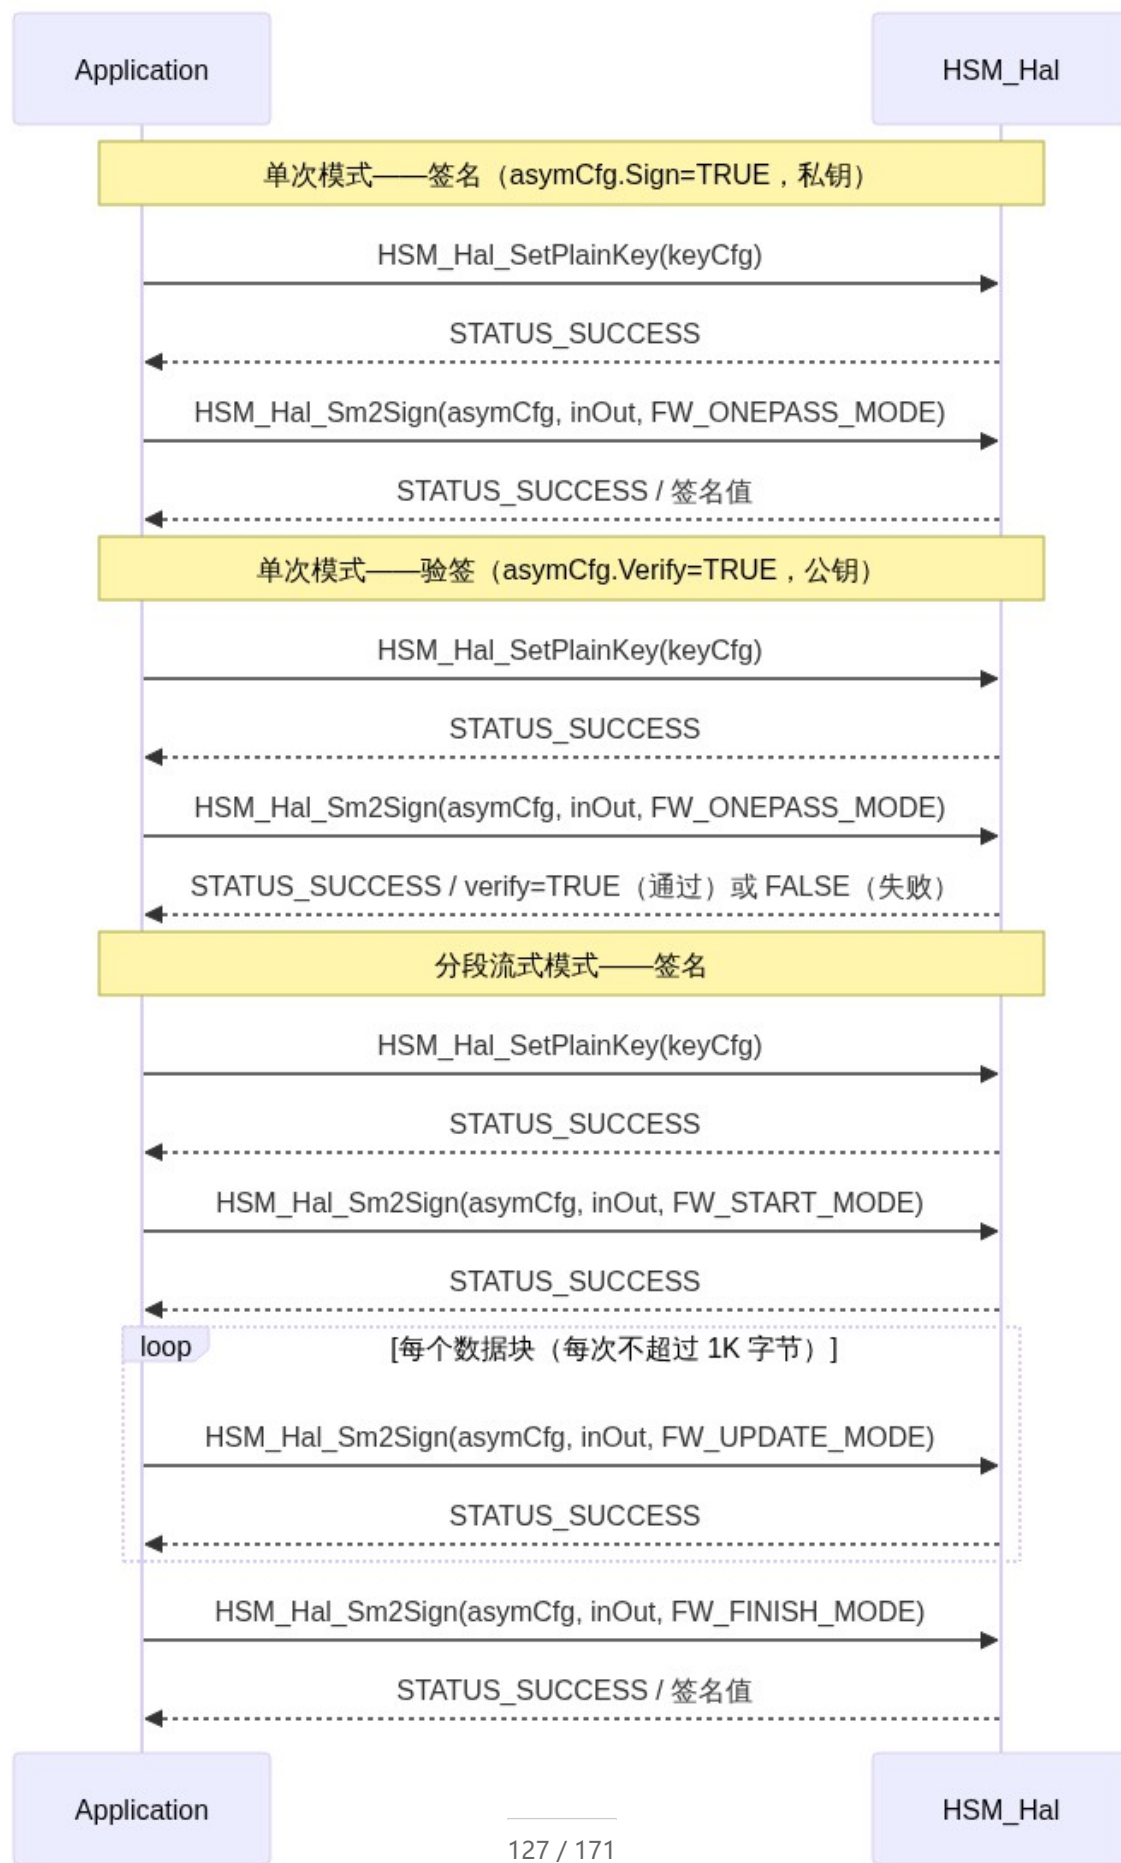 Application HSM_Hal
单次模式——签名（asymCfg.Sign=TRUE，私钥）
HSM_Hal_SetPlainKey(keyCfg)
STATUS_SUCCESS
HSM_Hal_Sm2Sign(asymCfg, inOut, FW_ONEPASS_MODE)
STATUS_SUCCESS / 签名值
单次模式——验签（asymCfg.Verify=TRUE，公钥）
HSM_Hal_SetPlainKey(keyCfg)
STATUS_SUCCESS
HSM_Hal_Sm2Sign(asymCfg, inOut, FW_ONEPASS_MODE)
STATUS_SUCCESS / verify=TRUE（通过）或 FALSE（失败）
分段流式模式——签名
HSM_Hal_SetPlainKey(keyCfg)
STATUS_SUCCESS
HSM_Hal_Sm2Sign(asymCfg, inOut, FW_START_MODE)
STATUS_SUCCESS
loop [每个数据块（每次不超过 1K 字节）]
HSM_Hal_Sm2Sign(asymCfg, inOut, FW_UPDATE_MODE)
STATUS_SUCCESS
HSM_Hal_Sm2Sign(asymCfg, inOut, FW_FINISH_MODE)
STATUS_SUCCESS / 签名值
Application HSM_Hal
127 / 171